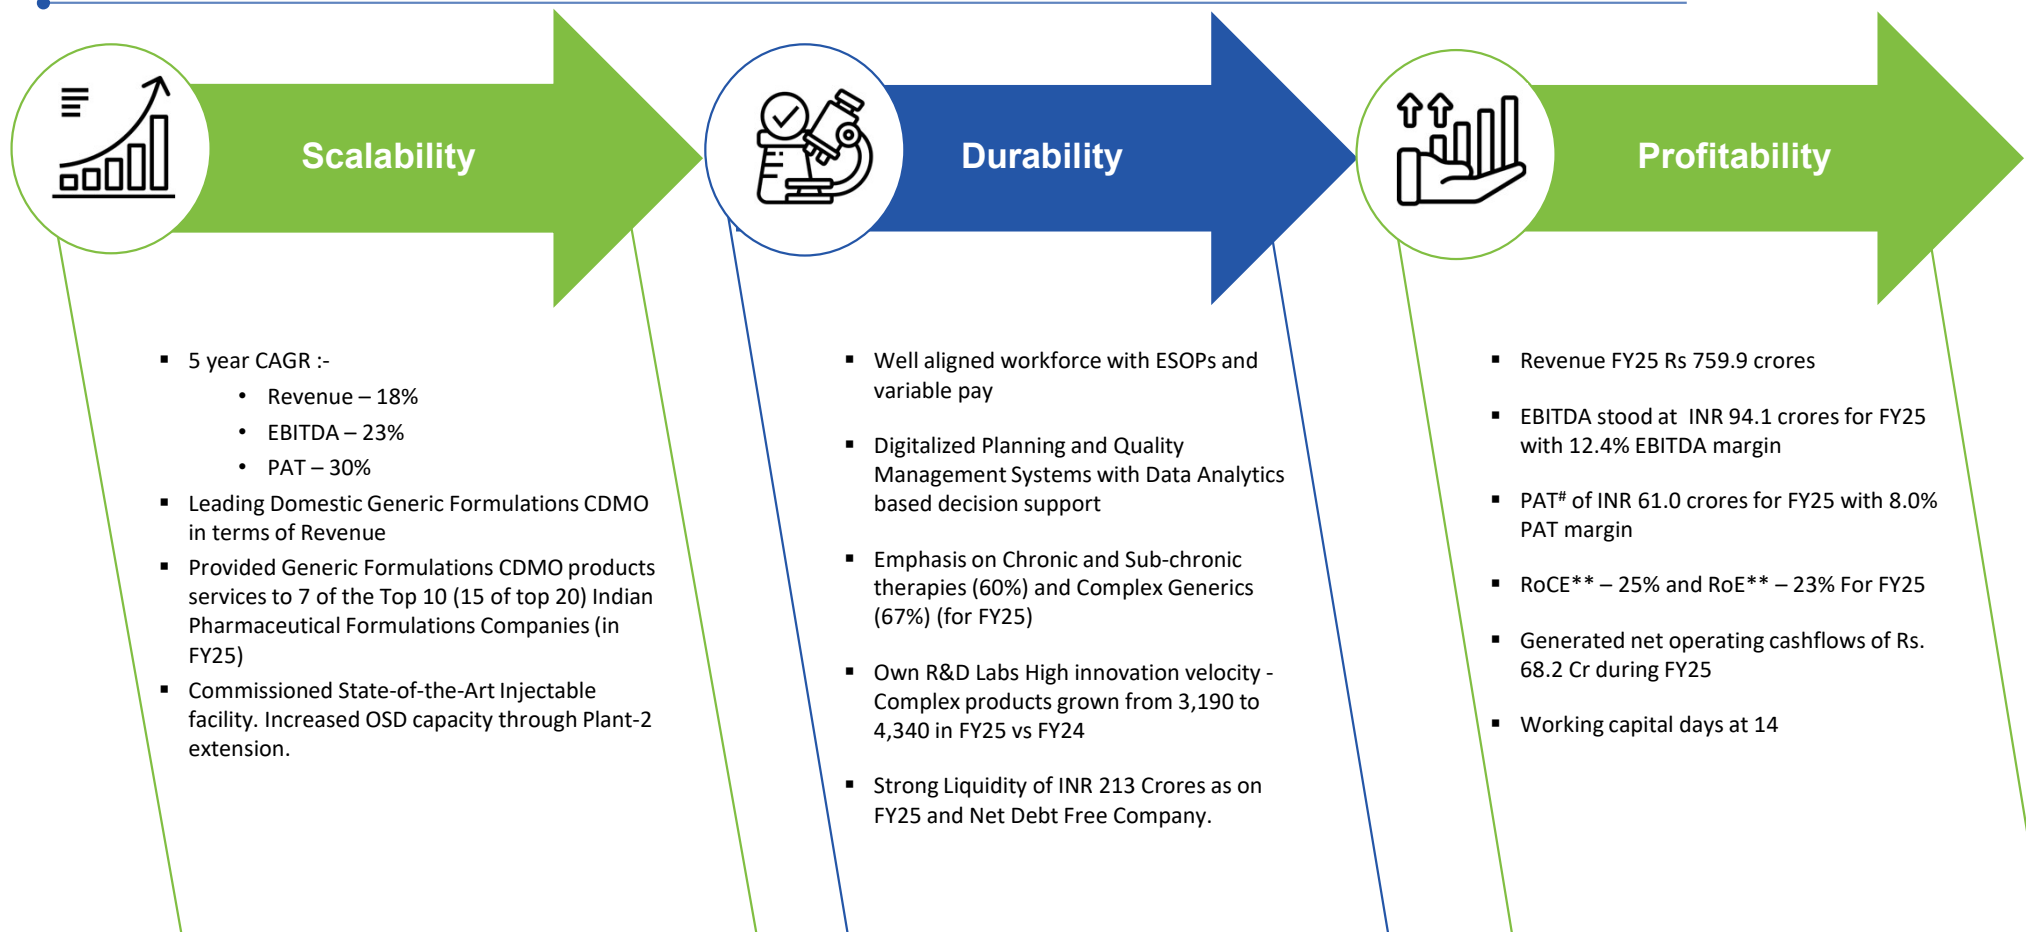 Scalability
▪ 5 year CAGR :-
• Revenue – 18%
• EBITDA – 23%
• PAT – 30%
▪ Leading Domestic Generic Formulations CDMO
in terms of Revenue
▪ Provided Generic Formulations CDMO products
services to 7 of the Top 10 (15 of top 20) Indian
Pharmaceutical Formulations Companies (in
FY25)
▪ Commissioned State-of-the-Art Injectable
facility. Increased OSD capacity through Plant-2
extension.
Durability
▪ Well aligned workforce with ESOPs and
variable pay
▪ Digitalized Planning and Quality
Management Systems with Data Analytics
based decision support
▪ Emphasis on Chronic and Sub-chronic
therapies (60%) and Complex Generics
(67%) (for FY25)
▪ Own R&D Labs High innovation velocity -
Complex products grown from 3,190 to
4,340 in FY25 vs FY24
▪ Strong Liquidity of INR 213 Crores as on
FY25 and Net Debt Free Company.
Profitability
▪ Revenue FY25 Rs 759.9 crores
▪ EBITDA stood at INR 94.1 crores for FY25
with 12.4% EBITDA margin
▪ PAT# of INR 61.0 crores for FY25 with 8.0%
PAT margin
▪ RoCE** – 25% and RoE** – 23% For FY25
▪ Generated net operating cashflows of Rs.
68.2 Cr during FY25
▪ Working capital days at 14